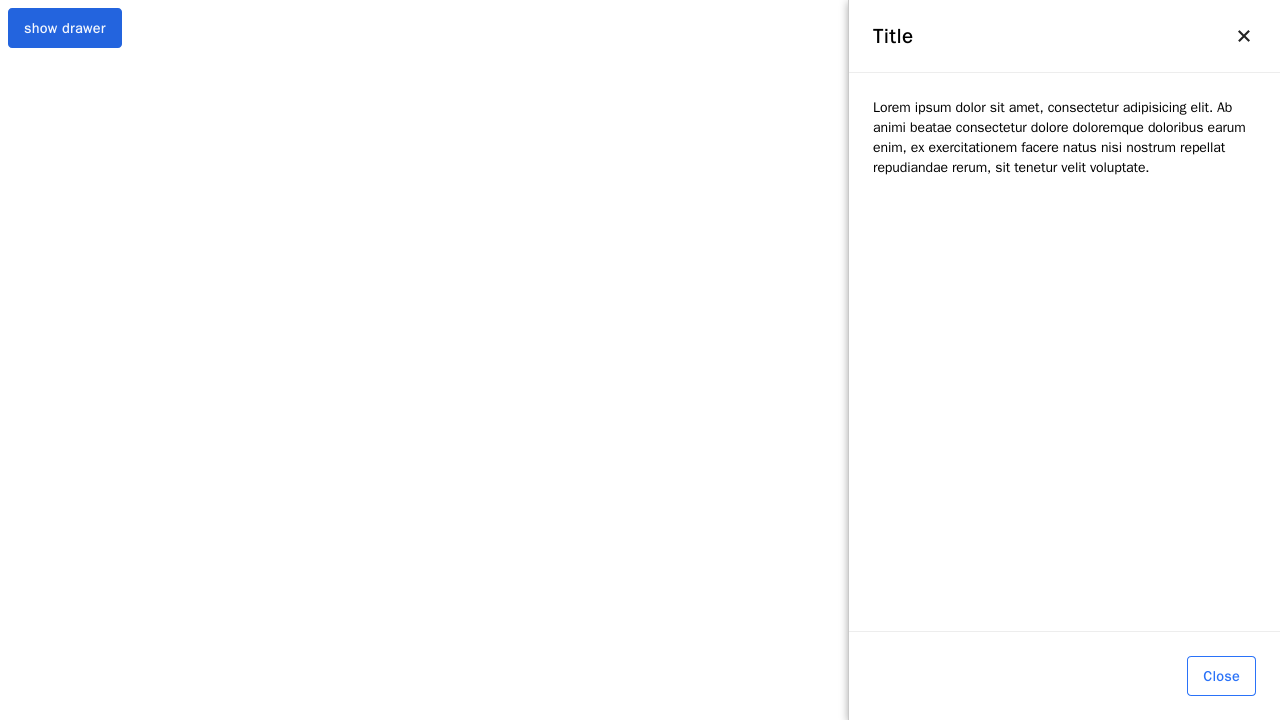 show drawer
Title
Lorem ipsum dolor sit amet, consectetur adipisicing elit. Ab
animi beatae consectetur dolore doloremque doloribus earum
enim, ex exercitationem facere natus nisi nostrum repellat
repudiandae rerum, sit tenetur velit voluptate.
Close